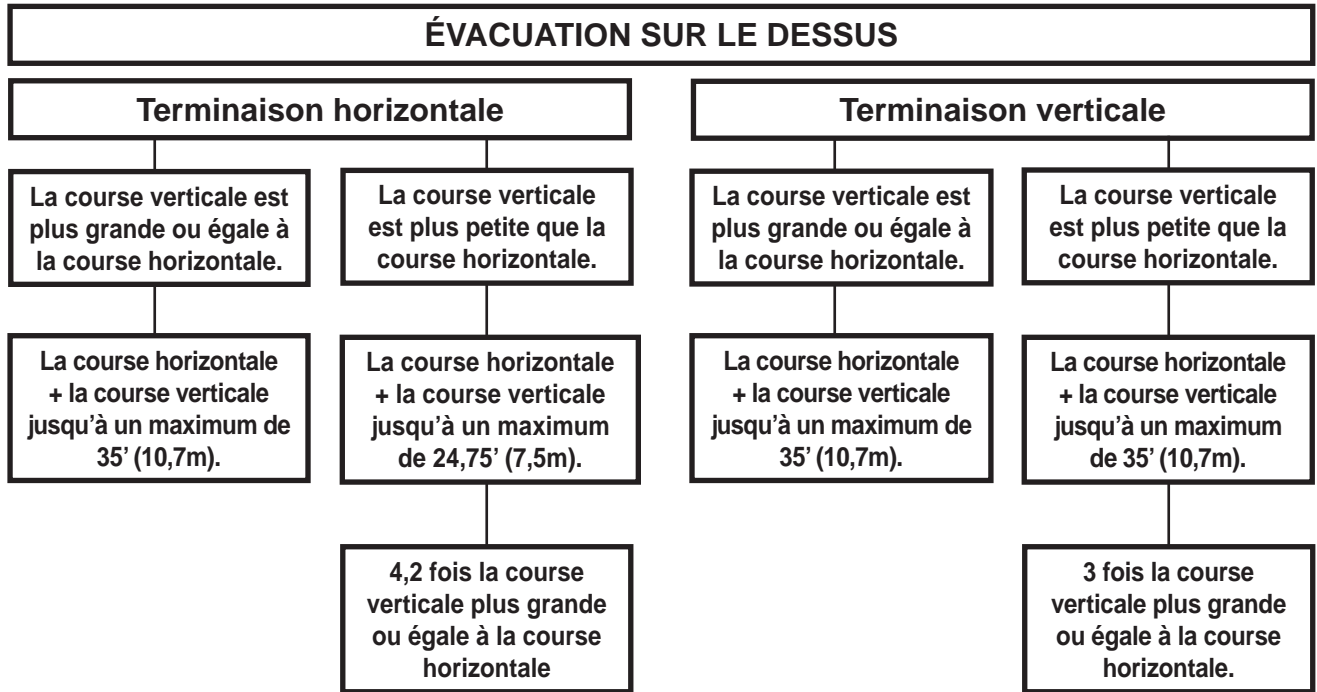 ÉVACUATION SUR LE DESSUS
Terminaison horizontale
La course verticale est
plus grande ou égale à
la course horizontale.
La course horizontale
+ la course verticale
jusqu’à un maximum de
35’ (10,7m).
La course verticale
est plus petite que la
course horizontale.
La course horizontale
+ la course verticale
jusqu’à un maximum
de 24,75’ (7,5m).
4,2 fois la course
verticale plus grande
ou égale à la course
horizontale
Terminaison verticale
La course verticale est
plus grande ou égale à
la course horizontale.
La course horizontale
+ la course verticale
jusqu’à un maximum de
35’ (10,7m).
La course verticale
est plus petite que la
course horizontale.
La course horizontale
+ la course verticale
jusqu’à un maximum
de 35’ (10,7m).
3 fois la course
verticale plus grande
ou égale à la course
horizontale.